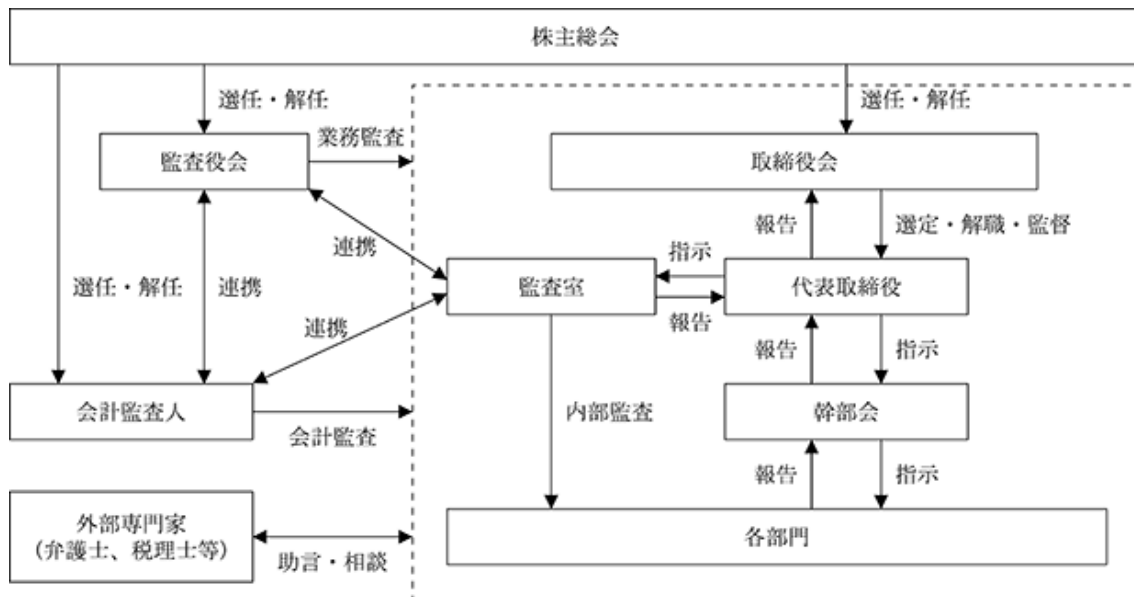 株主総会
選任・解任
選任・解任
監査役会
業務監査
取締役会
連携
報告
選定・解職・監督
指示
選任・解任
連携
監査室
代表取締役
連携
報告
報告
指示
会計監査人
会計監査
内部監査
幹部会
報告
指示
外部専門家
(弁護士、税理士等)
助言・相談
各部門